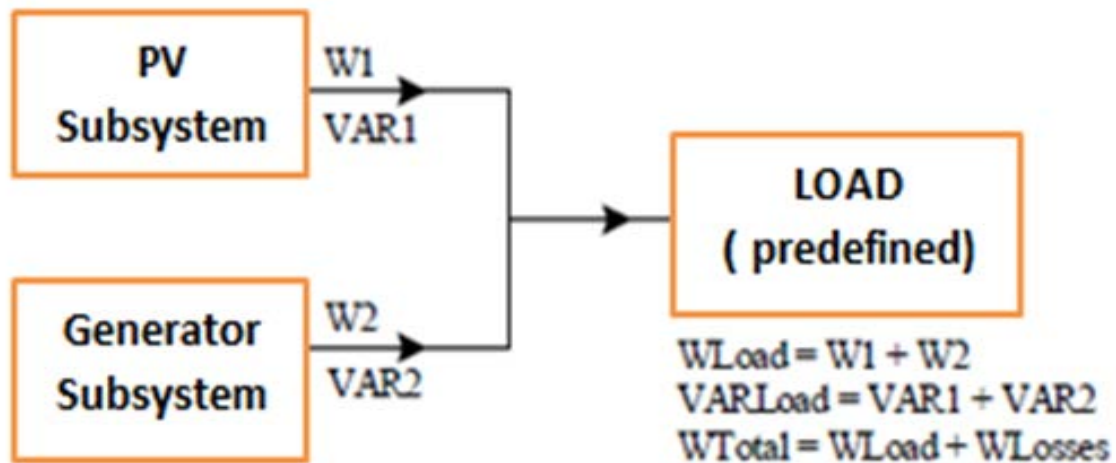 PV
Subsystem
W1
VAR1
LOAD
( predefined)
Generator
Subsystem
W2
VAR2
WLoad = W1 + W2
VARLoad = VAR1 + VAR2
WTotal = WLoad + WLosses